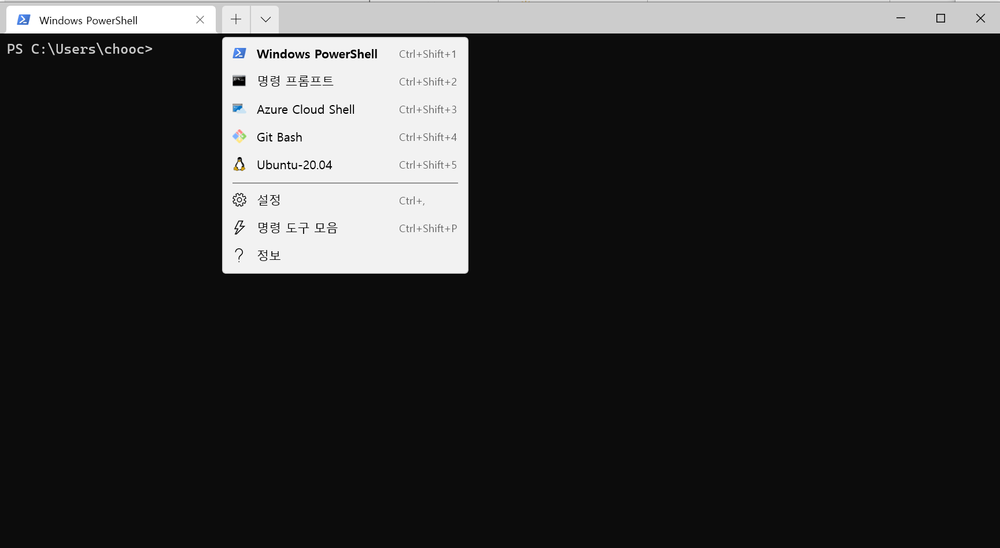 Windows PowerShell
PS C:\Users\chooc>
Windows PowerShell Ctrl+Shift+1
명령 프롬프트 Ctrl+Shift+2
Azure Cloud Shell Ctrl+Shift+3
Git Bash Ctrl+Shift+4
Ubuntu-20.04 Ctrl+Shift+5
설정 Ctrl+,
명령 도구 모음 Ctrl+Shift+P
정보